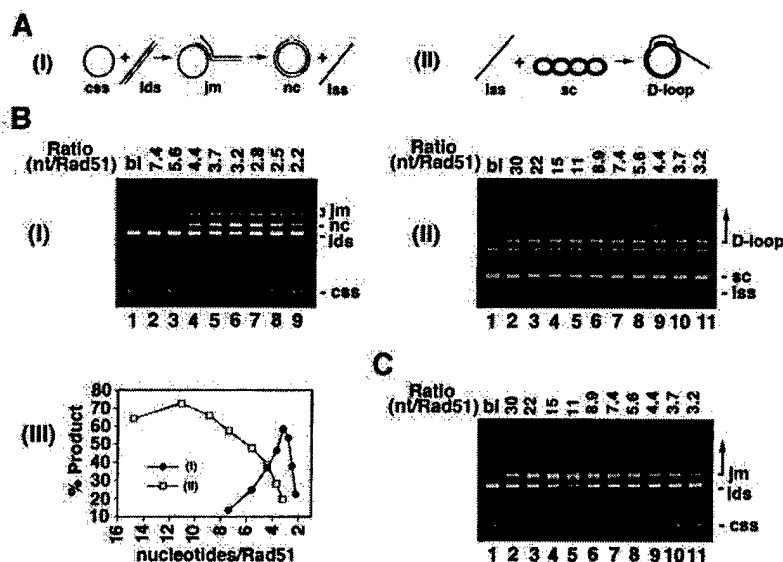 A
(I) css + lds jm nc + lss
(II) lss + sc D-loop
B
Ratio (nt/Rad51) bl 7.4 5.6 4.4 3.7 3.2 2.8 2.5 2.2
(I)
jm
nc
lds
css
1 2 3 4 5 6 7 8 9
Ratio (nt/Rad51) bl 30 22 15 11 8.9 7.4 5.6 4.4 3.7 3.2
(II)
D-loop
sc
lss
1 2 3 4 5 6 7 8 9 10 11
(III)
% Product
80
70
60
50
40
30
20
10
(I)
(II)
16 14 12 10 8 6 4 2
nucleotides/Rad51
C
Ratio (nt/Rad51) bl 30 22 15 11 8.9 7.4 5.6 4.4 3.7 3.2
jm
lds
css
1 2 3 4 5 6 7 8 9 10 11